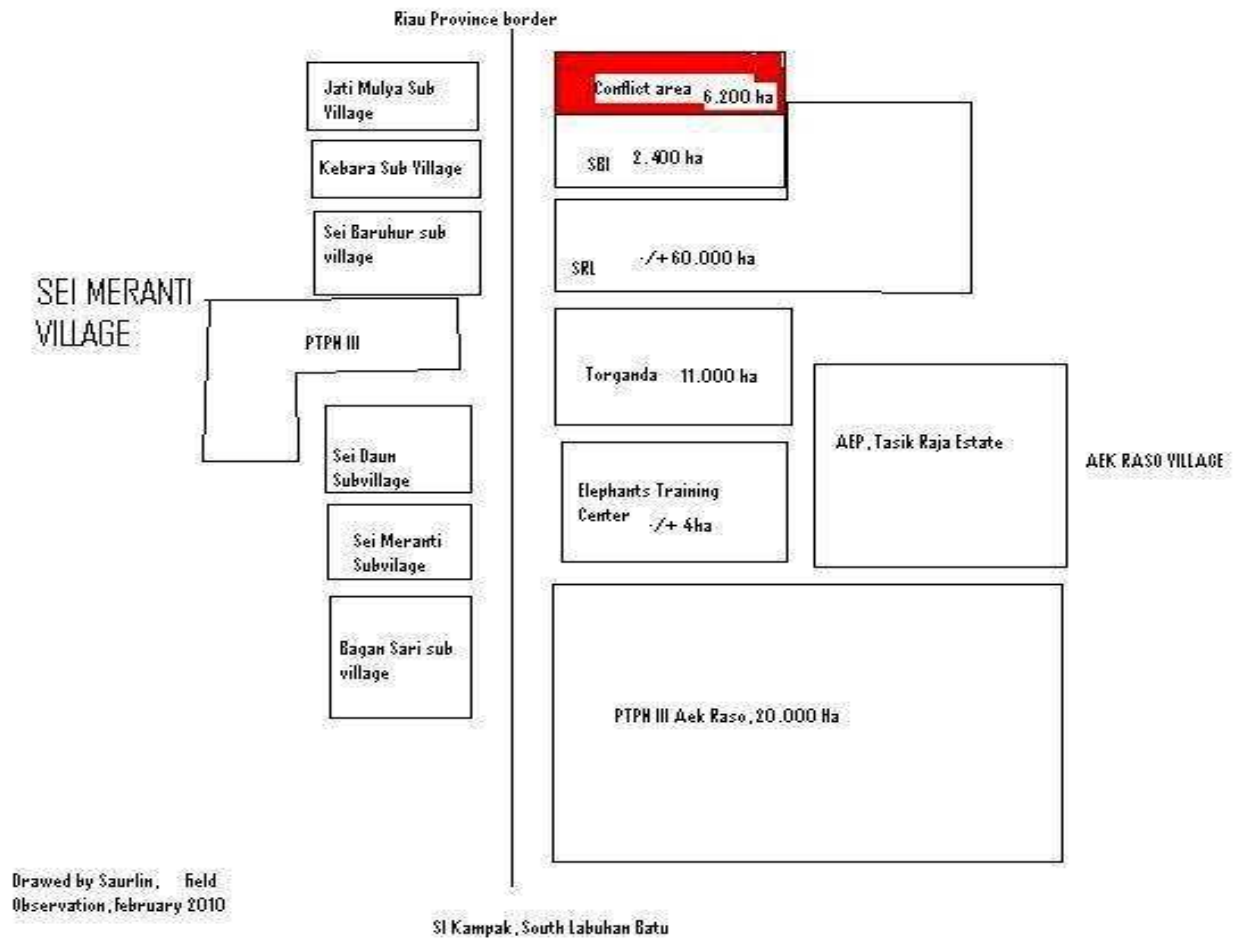 Riau Province border
Jati Mulya Sub
Village
Conflict area 6.200 ha
Kebara Sub Village
SBI 2.400 ha
Sei Baruhur sub
village
SRL -/+ 60.000 ha
SEI MERANTI
VILLAGE
PTPN III
Torganda 11.000 ha
AEP, Tasik Raja Estate
AEK RASO VILLAGE
Sei Daun
Subvillage
Elephants Training
Center -/+ 4ha
Sei Meranti
Subvilage
Bagan Sari sub
village
PTPN III Aek Raso, 20.000 Ha
Drawed by Saurlin, field
Observation, february 2010
SI Kampak, South Labuhan Batu